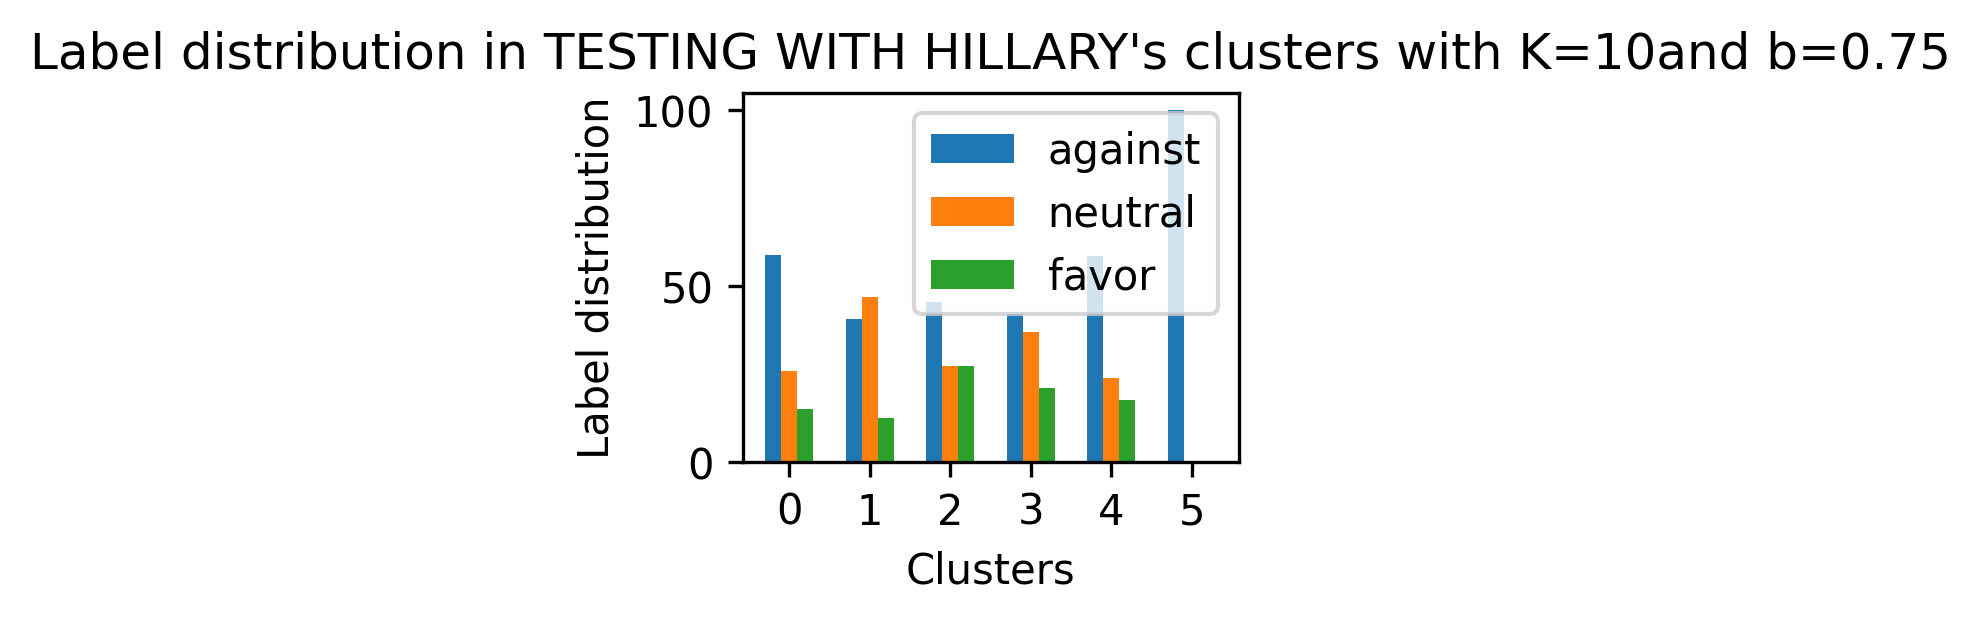 Label distribution in TESTING WITH HILLARY's clusters with K=10and b=0.75
Label distribution
100
50
0
against
neutral
favor
0 1 2 3 4 5
Clusters